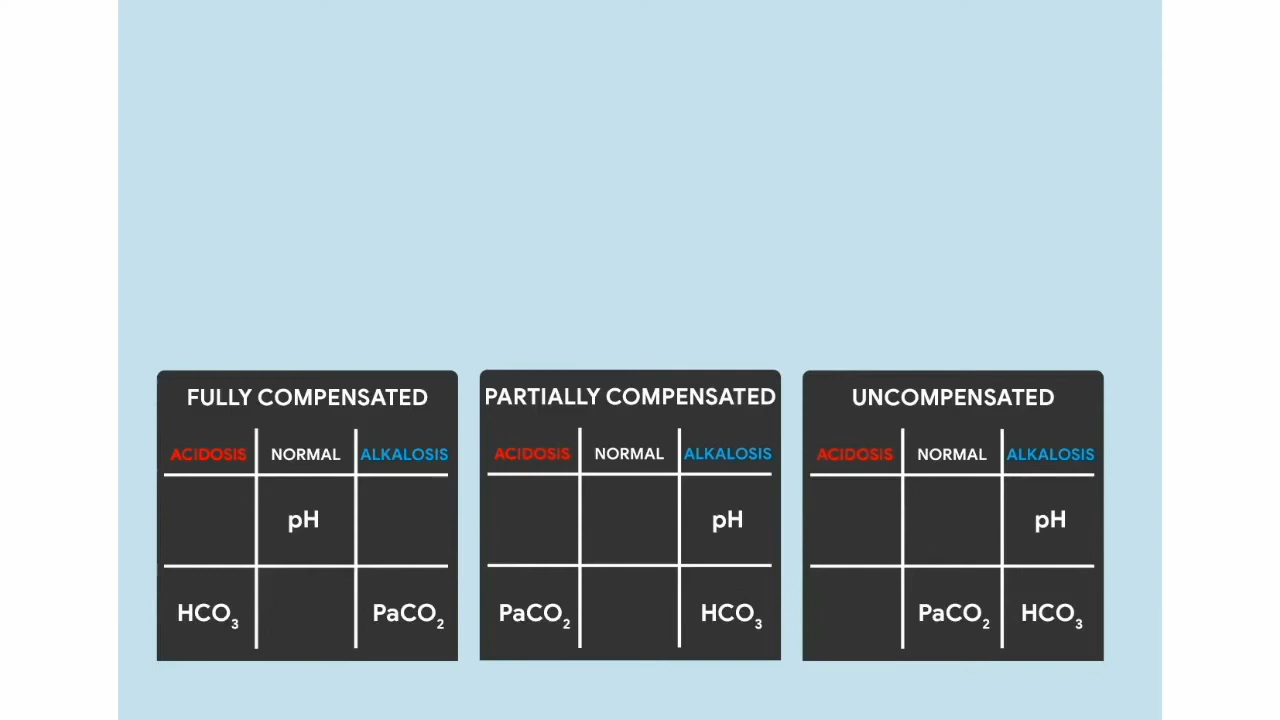 FULLY COMPENSATED
ACIDOSIS NORMAL ALKALOSIS
pH
HCO₃ PaCO₂
PARTIALLY COMPENSATED
ACIDOSIS NORMAL ALKALOSIS
pH
PaCO₂ HCO₃
UNCOMPENSATED
ACIDOSIS NORMAL ALKALOSIS
pH
PaCO₂ HCO₃